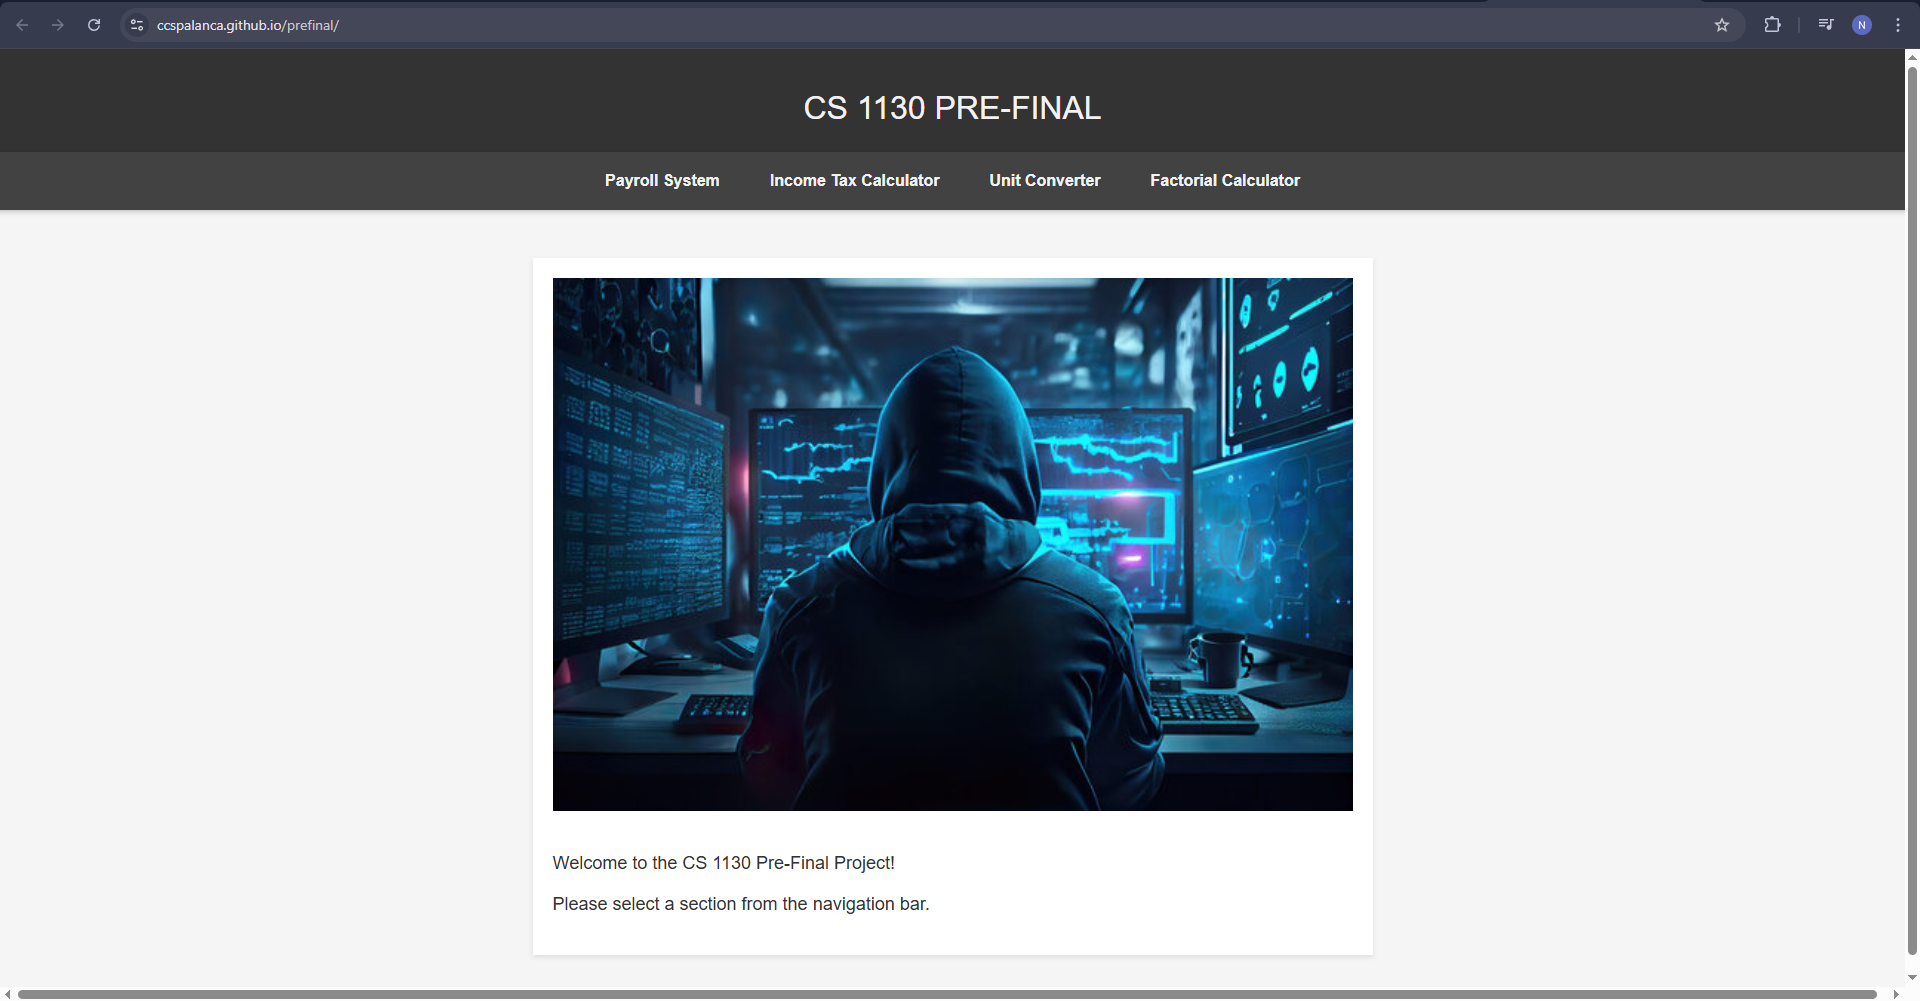 ccspalanca.github.io/prefinal/
N
CS 1130 PRE-FINAL
Payroll System
Income Tax Calculator
Unit Converter
Factorial Calculator
Welcome to the CS 1130 Pre-Final Project!
Please select a section from the navigation bar.